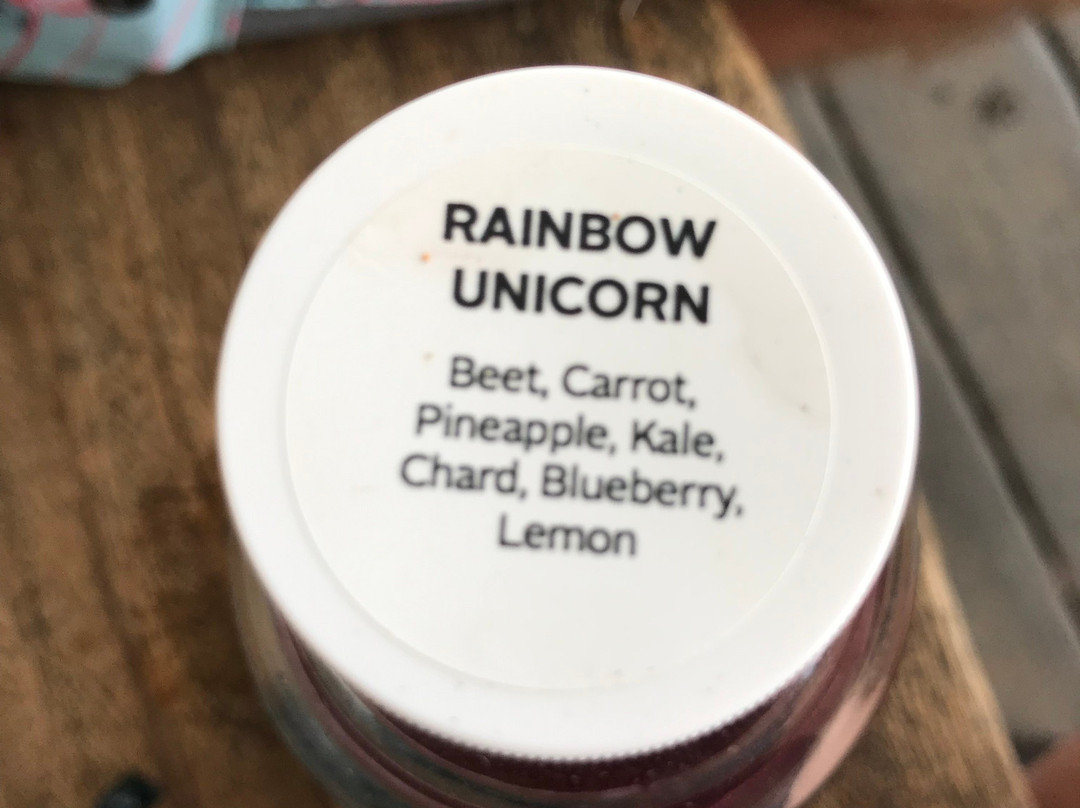 RAINBOW
UNICORN
Beet, Carrot,
Pineapple, Kale,
Chard, Blueberry,
Lemon